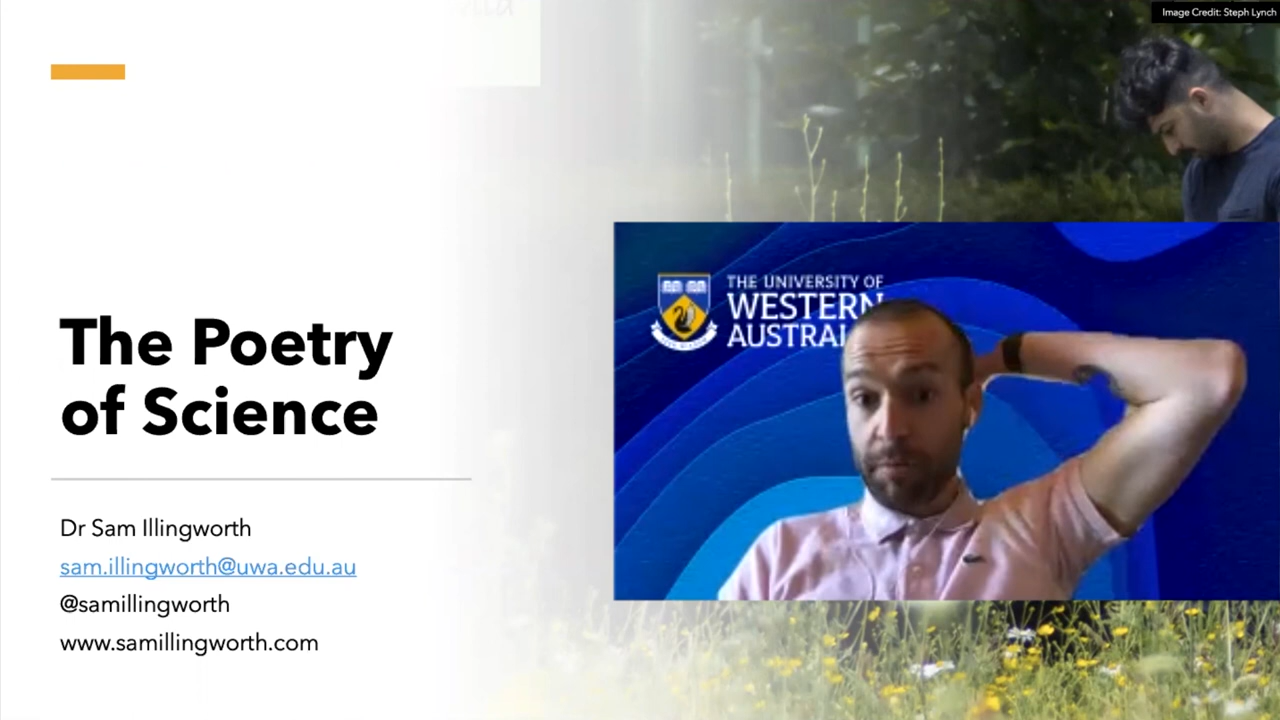 Image Credit: Steph Lynch
THE UNIVERSITY OF
WESTERN
The Poetry
of Science
Dr Sam Illingworth
sam.illingworth@uwa.edu.au
@samillingworth
www.samillingworth.com